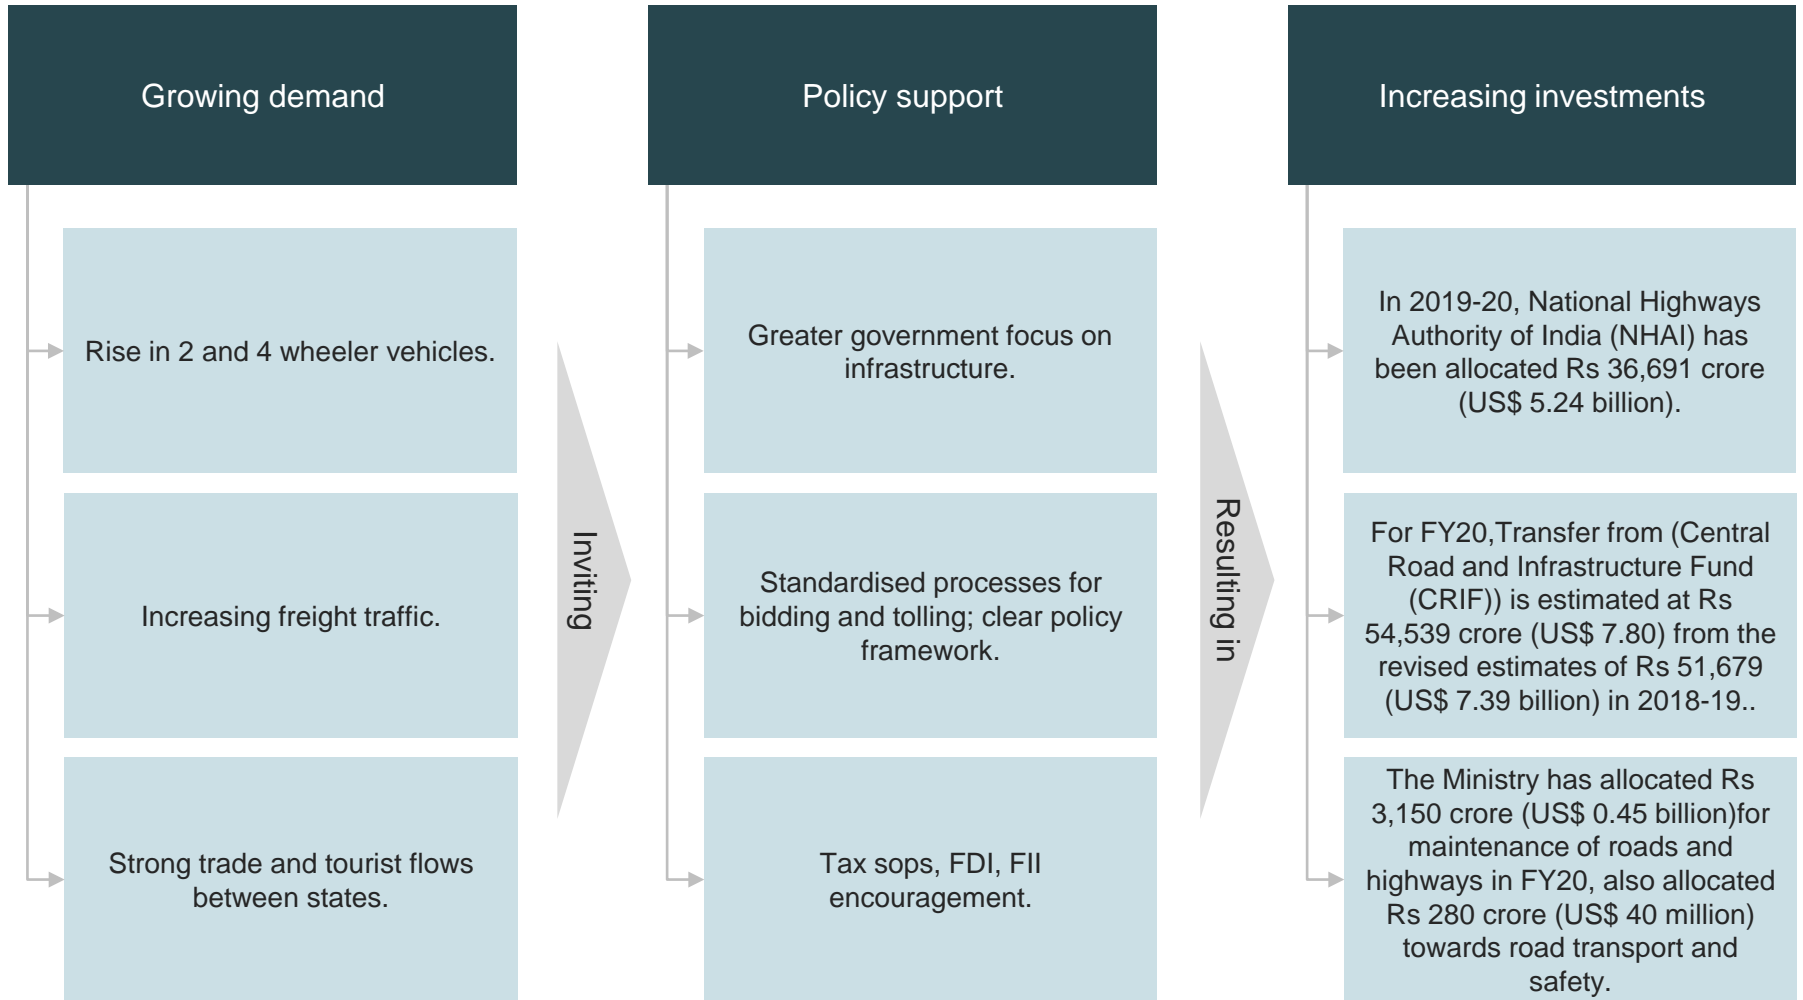 Growing demand
Rise in 2 and 4 wheeler vehicles.
Increasing freight traffic.
Strong trade and tourist flows
between states.
Inviting
Policy support
Greater government focus on
infrastructure.
Standardised processes for
bidding and tolling; clear policy
framework.
Tax sops, FDI, FII
encouragement.
Resulting in
Increasing investments
In 2019-20, National Highways
Authority of India (NHAI) has
been allocated Rs 36,691 crore
(US$ 5.24 billion).
For FY20,Transfer from (Central
Road and Infrastructure Fund
(CRIF)) is estimated at Rs
54,539 crore (US$ 7.80) from the
revised estimates of Rs 51,679
(US$ 7.39 billion) in 2018-19..
The Ministry has allocated Rs
3,150 crore (US$ 0.45 billion)for
maintenance of roads and
highways in FY20, also allocated
Rs 280 crore (US$ 40 million)
towards road transport and
safety.